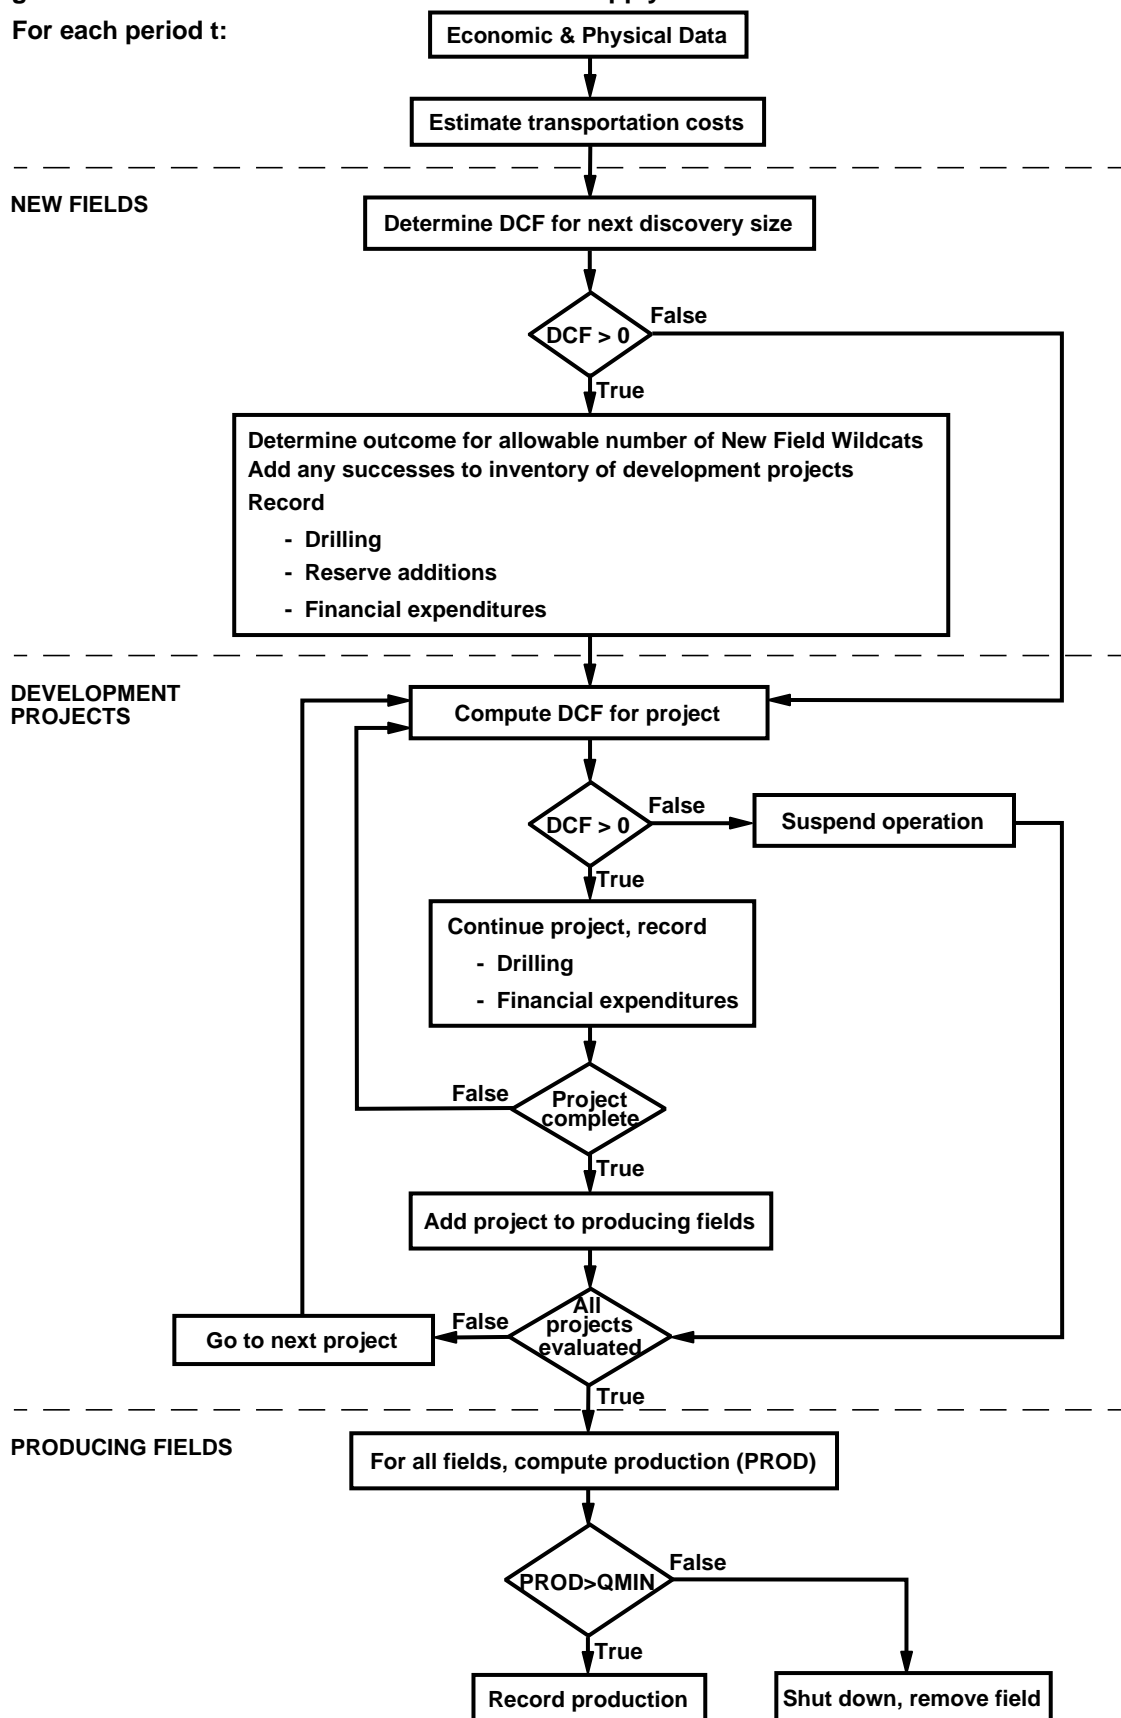 For each period t:
Economic & Physical Data
Estimate transportation costs
NEW FIELDS
Determine DCF for next discovery size
DCF > 0
False
True
Determine outcome for allowable number of New Field Wildcats
Add any successes to inventory of development projects
Record
- Drilling
- Reserve additions
- Financial expenditures
DEVELOPMENT
PROJECTS
Compute DCF for project
DCF > 0
False
Suspend operation
True
Continue project, record
- Drilling
- Financial expenditures
False
Project
complete
True
Add project to producing fields
All
projects
evaluated
False
Go to next project
True
PRODUCING FIELDS
For all fields, compute production (PROD)
PROD>QMIN
False
True
Record production
Shut down, remove field